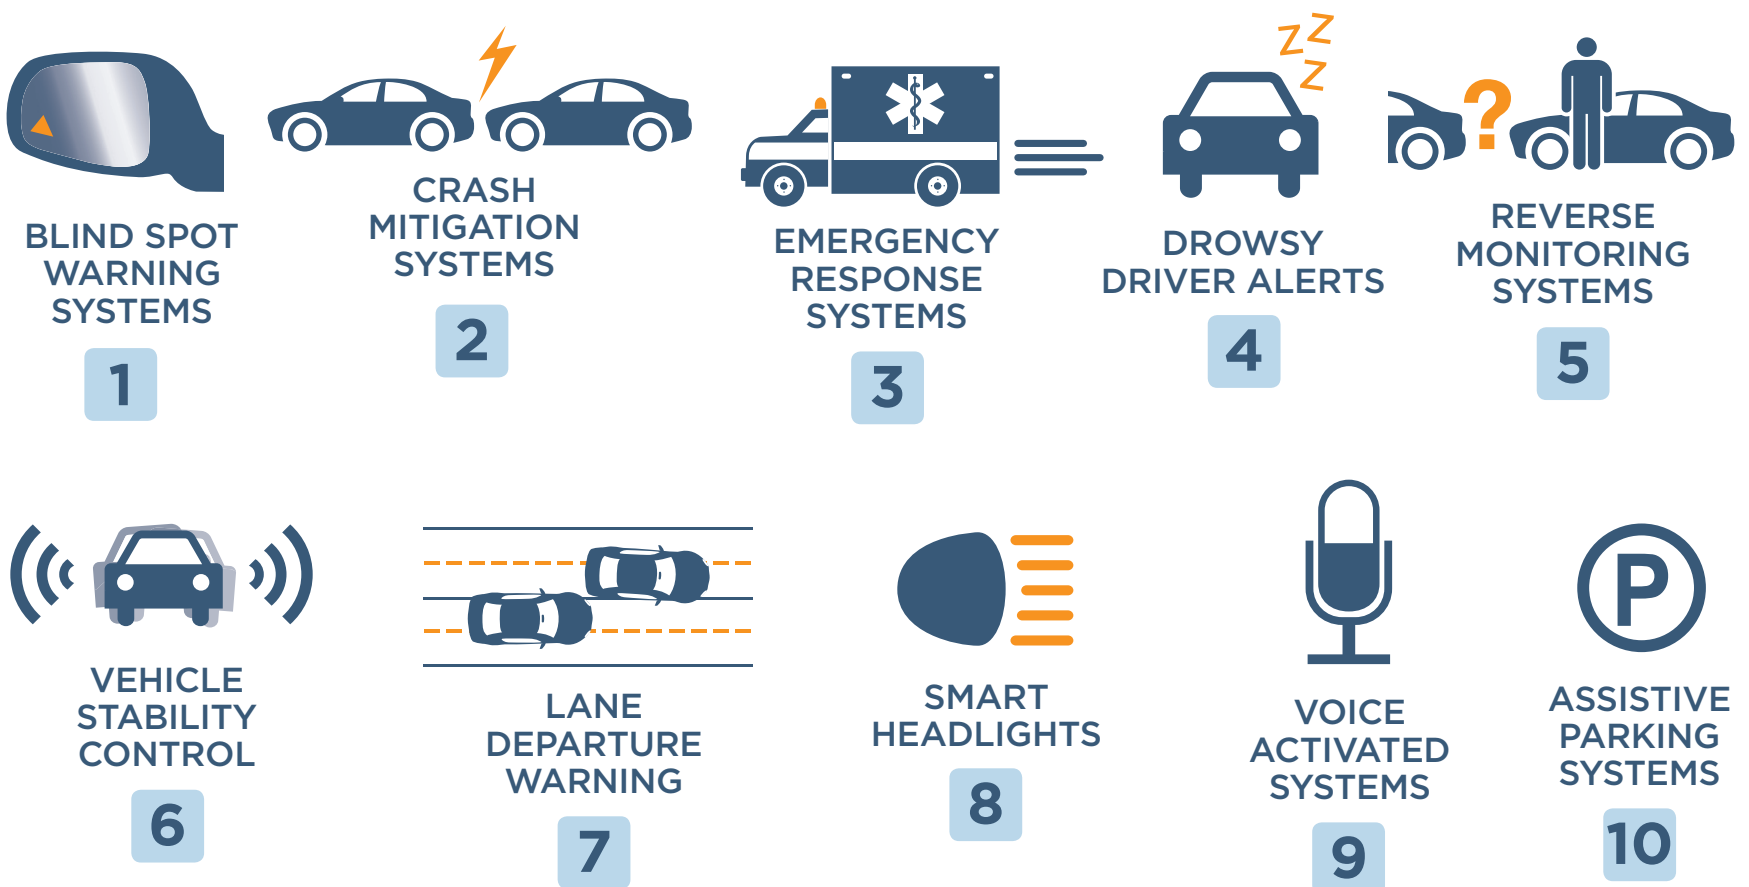 Z Z
Z
?
BLIND SPOT
WARNING
SYSTEMS
1
CRASH
MITIGATION
SYSTEMS
2
EMERGENCY
RESPONSE
SYSTEMS
3
DROWSY
DRIVER ALERTS
4
REVERSE
MONITORING
SYSTEMS
5
VEHICLE
STABILITY
CONTROL
6
LANE
DEPARTURE
WARNING
7
SMART
HEADLIGHTS
8
VOICE
ACTIVATED
SYSTEMS
9
P
ASSISTIVE
PARKING
SYSTEMS
10